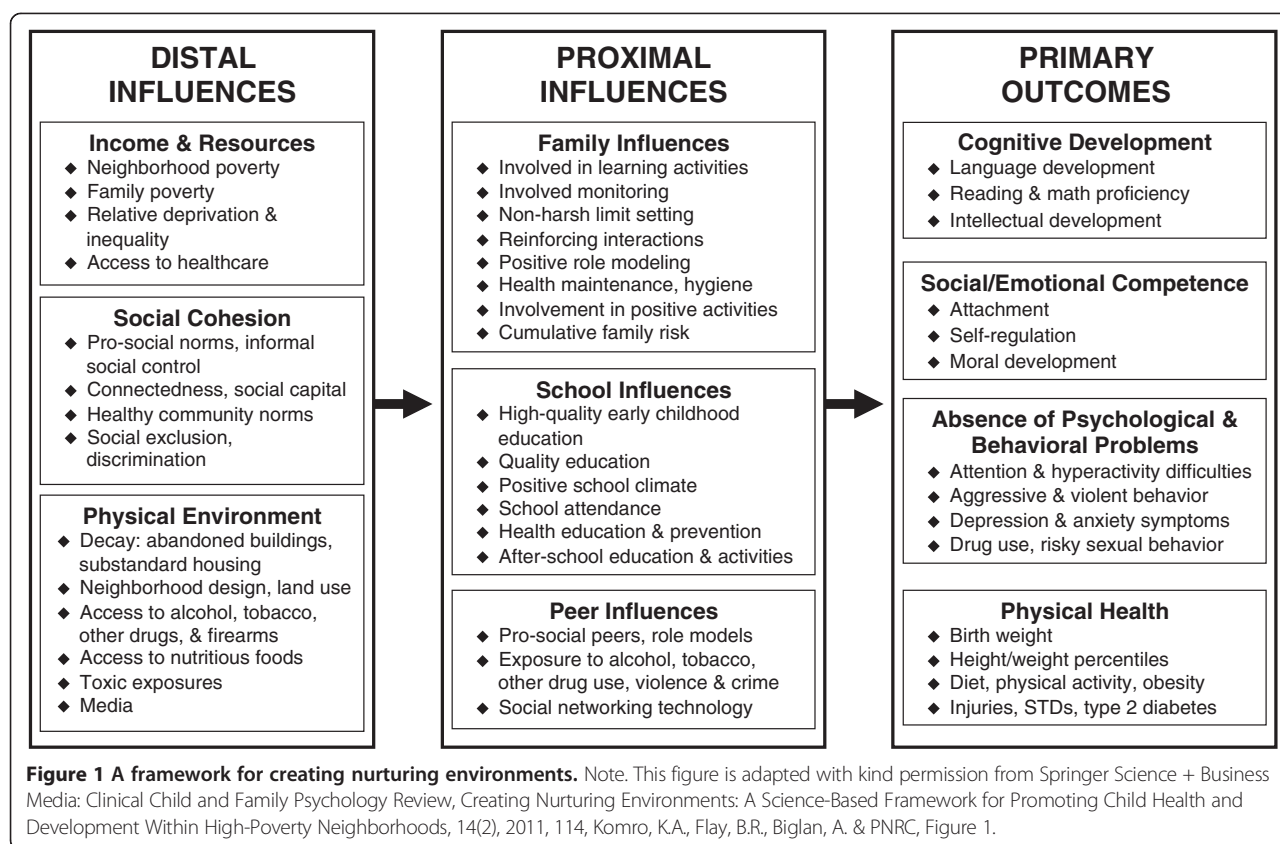 DISTAL
INFLUENCES
Income & Resources
◆ Neighborhood poverty
◆ Family poverty
◆ Relative deprivation &
inequality
◆ Access to healthcare
Social Cohesion
◆ Pro-social norms, informal
social control
◆ Connectedness, social capital
◆ Healthy community norms
◆ Social exclusion,
discrimination
Physical Environment
◆ Decay: abandoned buildings,
substandard housing
◆ Neighborhood design, land use
◆ Access to alcohol, tobacco,
other drugs, & firearms
◆ Access to nutritious foods
◆ Toxic exposures
◆ Media
PROXIMAL
INFLUENCES
Family Influences
◆ Involved in learning activities
◆ Involved monitoring
◆ Non-harsh limit setting
◆ Reinforcing interactions
◆ Positive role modeling
◆ Health maintenance, hygiene
◆ Involvement in positive activities
◆ Cumulative family risk
School Influences
◆ High-quality early childhood
education
◆ Quality education
◆ Positive school climate
◆ School attendance
◆ Health education & prevention
◆ After-school education & activities
Peer Influences
◆ Pro-social peers, role models
◆ Exposure to alcohol, tobacco,
other drug use, violence & crime
◆ Social networking technology
PRIMARY
OUTCOMES
Cognitive Development
◆ Language development
◆ Reading & math proficiency
◆ Intellectual development
Social/Emotional Competence
◆ Attachment
◆ Self-regulation
◆ Moral development
Absence of Psychological &
Behavioral Problems
◆ Attention & hyperactivity difficulties
◆ Aggressive & violent behavior
◆ Depression & anxiety symptoms
◆ Drug use, risky sexual behavior
Physical Health
◆ Birth weight
◆ Height/weight percentiles
◆ Diet, physical activity, obesity
◆ Injuries, STDs, type 2 diabetes
Figure 1 A framework for creating nurturing environments. Note. This figure is adapted with kind permission from Springer Science + Business
Media: Clinical Child and Family Psychology Review, Creating Nurturing Environments: A Science-Based Framework for Promoting Child Health and
Development Within High-Poverty Neighborhoods, 14(2), 2011, 114, Komro, K.A., Flay, B.R., Biglan, A. & PNRC, Figure 1.